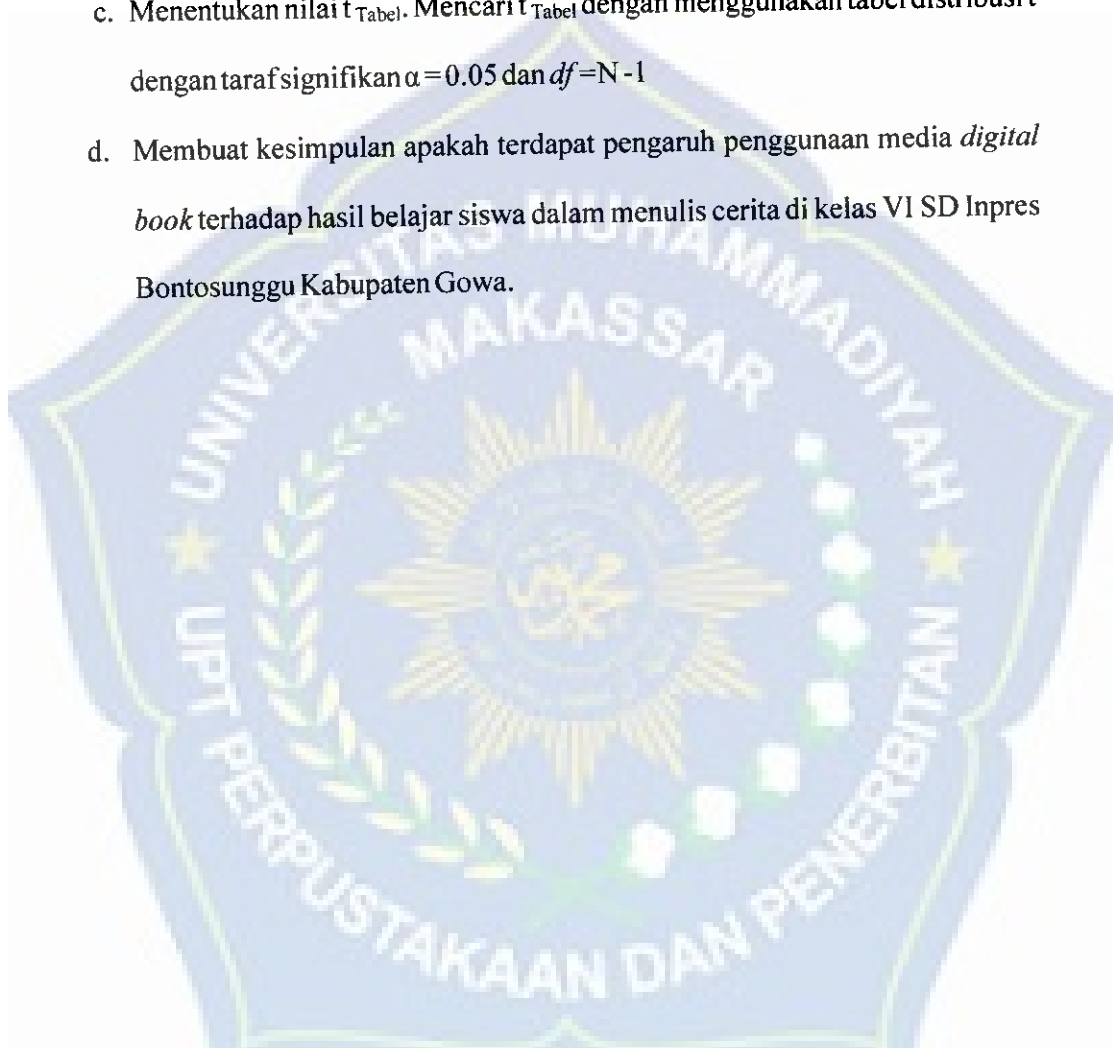 c. Menentukan nilai t Tabel. Mencari t Tabel dengan menggunakan tabel distribusi t
dengan taraf signifikan α = 0.05 dan df = N - 1
d. Membuat kesimpulan apakah terdapat pengaruh penggunaan media digital
book terhadap hasil belajar siswa dalam menulis cerita di kelas VI SD Inpres
Bontosunggu Kabupaten Gowa.
UNIVERSITAS MUHAMMADIYAH
MAKASSAR
UPT PERPUSTAKAAN DAN PENERBITAN